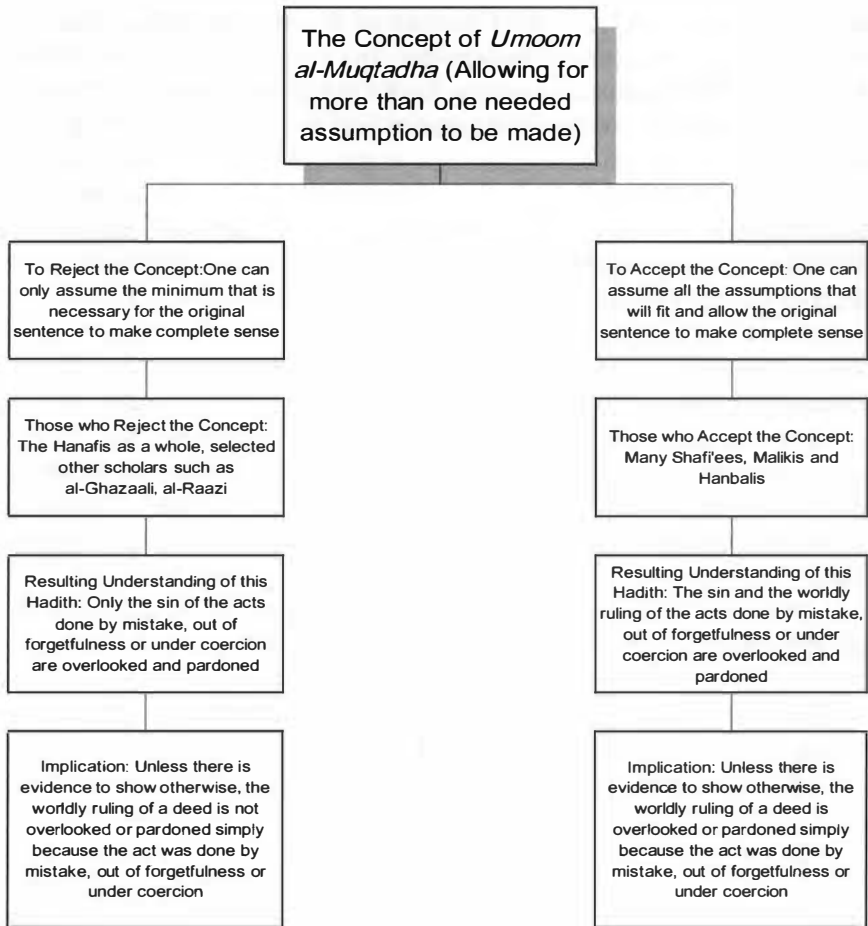 The Concept of Umoom
al-Muqtadha (Allowing for
more than one needed
assumption to be made)
To Reject the Concept:One can
only assume the minimum that is
necessary for the original
sentence to make complete sense
Those who Reject the Concept:
The Hanafis as a whole, selected
other scholars such as
al-Ghazaali, al-Raazi
Resulting Understanding of this
Hadith: Only the sin of the acts
done by mistake, out of
forgetfulness or under coercion
are overlooked and pardoned
Implication: Unless there is
evidence to show otherwise, the
worldly ruling of a deed is not
overlooked or pardoned simply
because the act was done by
mistake, out of forgetfulness or
under coercion
To Accept the Concept: One can
assume all the assumptions that
will fit and allow the original
sentence to make complete sense
Those who Accept the Concept:
Many Shafi'ees, Malikis and
Hanbalis
Resulting Understanding of this
Hadith: The sin and the worldly
ruling of the acts done by mistake,
out of forgetfulness or under
coercion are overlooked and
pardoned
Implication: Unless there is
evidence to show otherwise, the
worldly ruling of a deed is
overlooked or pardoned simply
because the act was done by
mistake, out of forgetfulness or
under coercion